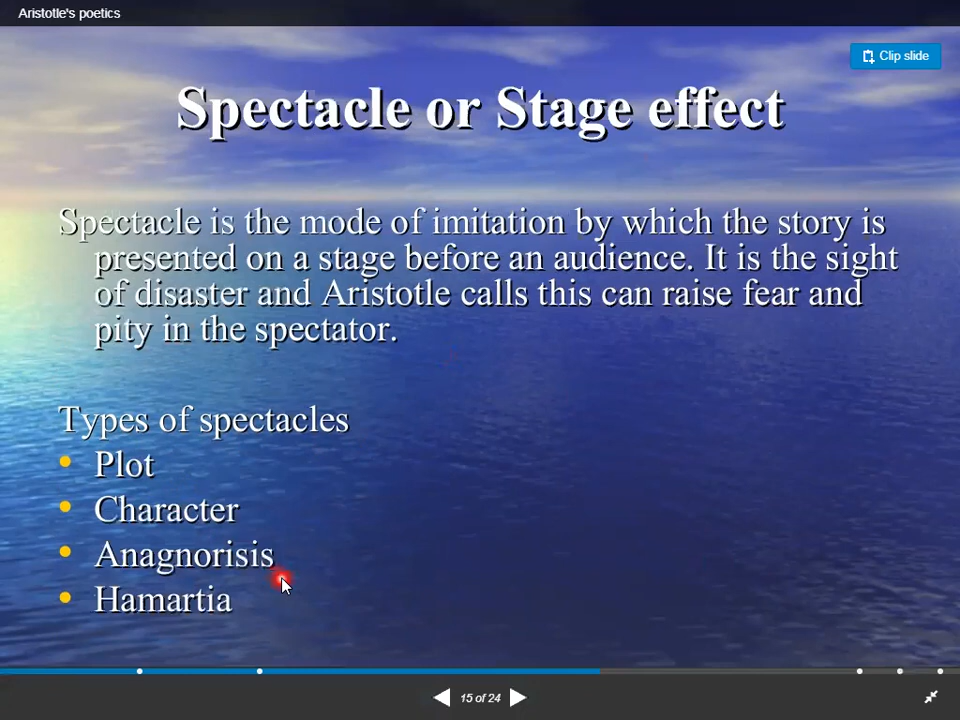 Aristotle's poetics
Clip slide
Spectacle or Stage effect
Spectacle is the mode of imitation by which the story is
presented on a stage before an audience. It is the sight
of disaster and Aristotle calls this can raise fear and
pity in the spectator.
Types of spectacles
• Plot
• Character
• Anagnorisis
• Hamartia
15 of 24